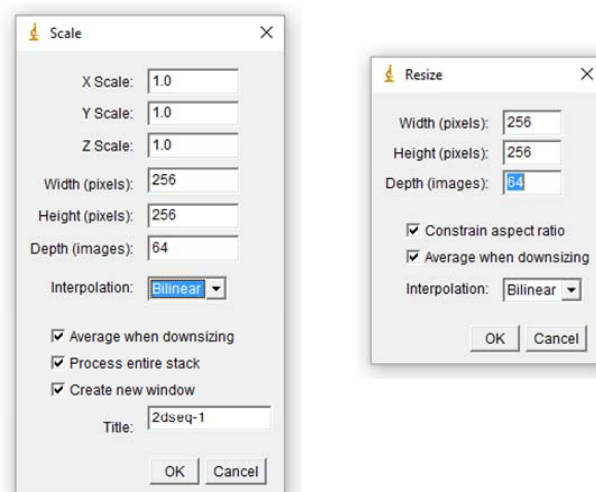 Scale
X Scale: 1.0
Y Scale: 1.0
Z Scale: 1.0
Width (pixels): 256
Height (pixels): 256
Depth (images): 64
Interpolation: Bilinear
Average when downsizing
Process entire stack
Create new window
Title: 2dseq-1
OK Cancel
Resize
Width (pixels): 256
Height (pixels): 256
Depth (images): 64
Constrain aspect ratio
Average when downsizing
Interpolation: Bilinear
OK Cancel